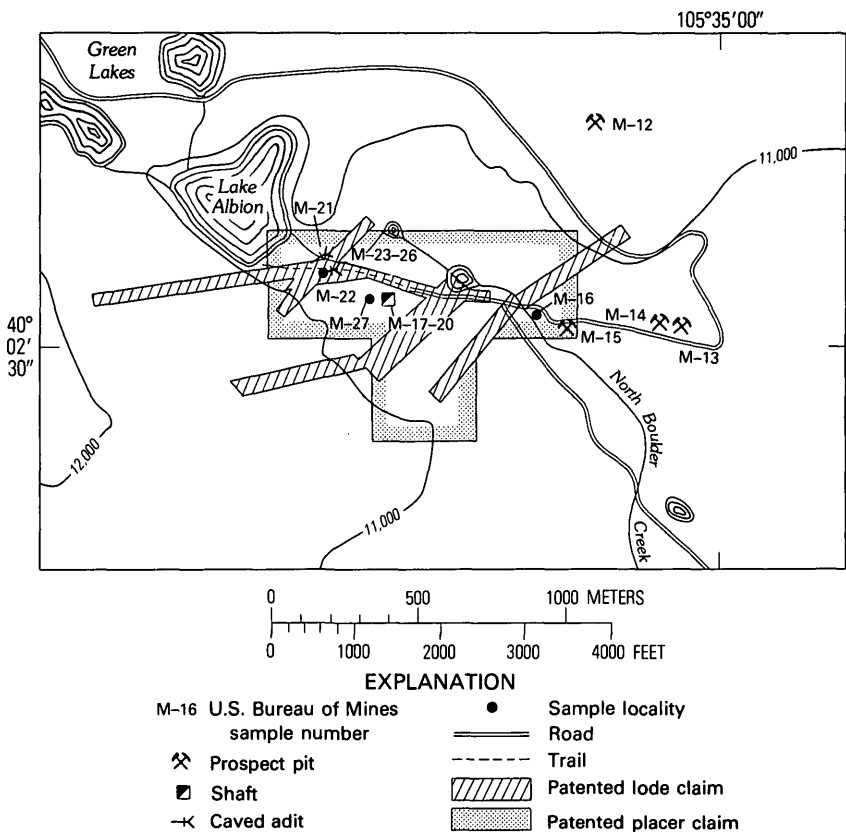 105°35'00"
Green
Lakes
M–12
11,000
Lake
Albion
M–21
M–23–26
M–22
M–16
M–27
M–17–20
M–14
M–15
M–13
40°
02'
30"
North Boulder Creek
12,000
11,000
0 500 1000 METERS
0 1000 2000 3000 4000 FEET
EXPLANATION
M–16 U.S. Bureau of Mines
sample number
Prospect pit
Shaft
Caved adit
Sample locality
Road
Trail
Patented lode claim
Patented placer claim